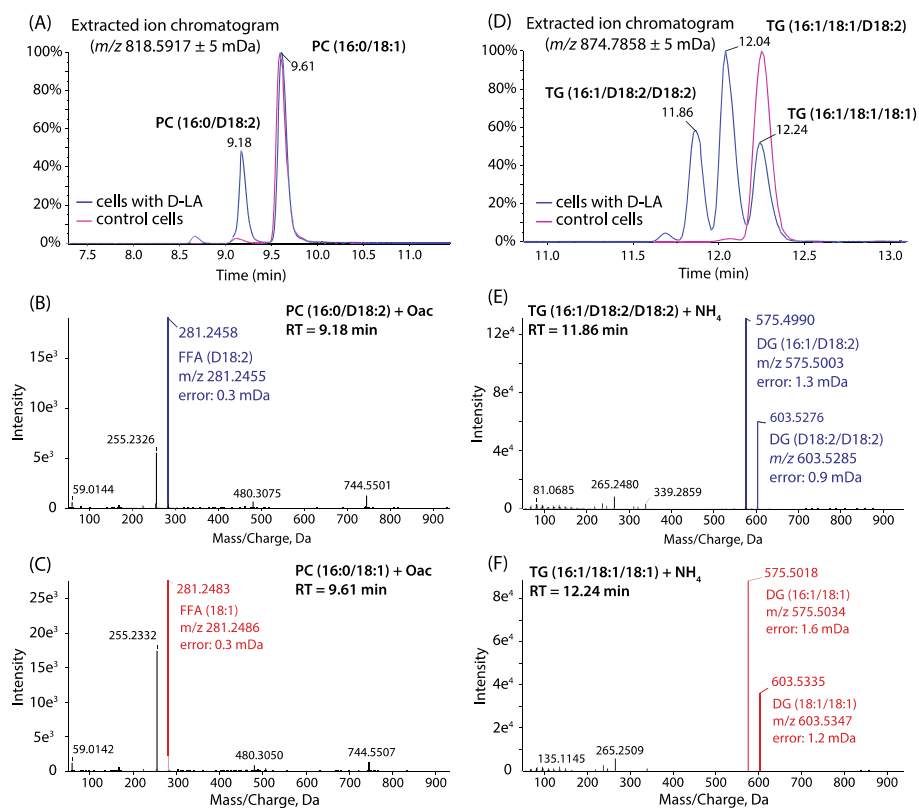 (A)
Extracted ion chromatogram
(m/z 818.5917 ± 5 mDa)
PC (16:0/18:1)
9.61
PC (16:0/D18:2)
9.18
100%
80%
60%
40%
20%
0%
cells with D-LA
control cells
7.5
8.0
8.5
9.0
9.5
10.0
10.5
11.0
Time (min)
(D)
Extracted ion chromatogram
(m/z 874.7858 ± 5 mDa)
TG (16:1/18:1/D18:2)
12.04
TG (16:1/D18:2/D18:2)
11.86
TG (16:1/18:1/18:1)
12.24
100%
80%
60%
40%
20%
0%
cells with D-LA
control cells
11.0
11.5
12.0
12.5
13.0
Time (min)
(B)
PC (16:0/D18:2) + Oac
RT = 9.18 min
281.2458
FFA (D18:2)
m/z 281.2455
error: 0.3 mDa
255.2326
59.0144
480.3075
744.5501
Intensity
15e³
10e³
5e³
0
100 200 300 400 500 600 700 800 900
Mass/Charge, Da
(E)
TG (16:1/D18:2/D18:2) + NH₄
RT = 11.86 min
575.4990
DG (16:1/D18:2)
m/z 575.5003
error: 1.3 mDa
603.5276
DG (D18:2/D18:2)
m/z 603.5285
error: 0.9 mDa
81.0685
265.2480
339.2859
Intensity
12e⁴
8e⁴
4e⁴
0
100 200 300 400 500 600 700 800 900
Mass/Charge, Da
(C)
PC (16:0/18:1) + Oac
RT = 9.61 min
281.2483
FFA (18:1)
m/z 281.2486
error: 0.3 mDa
255.2332
59.0142
480.3050
744.5507
Intensity
25e³
20e³
15e³
10e³
5e³
0
100 200 300 400 500 600 700 800 900
Mass/Charge, Da
(F)
TG (16:1/18:1/18:1) + NH₄
RT = 12.24 min
575.5018
DG (16:1/18:1)
m/z 575.5034
error: 1.6 mDa
603.5335
DG (18:1/18:1)
m/z 603.5347
error: 1.2 mDa
135.1145
265.2509
Intensity
8e⁴
6e⁴
4e⁴
2e⁴
0
100 200 300 400 500 600 700 800 900
Mass/Charge, Da